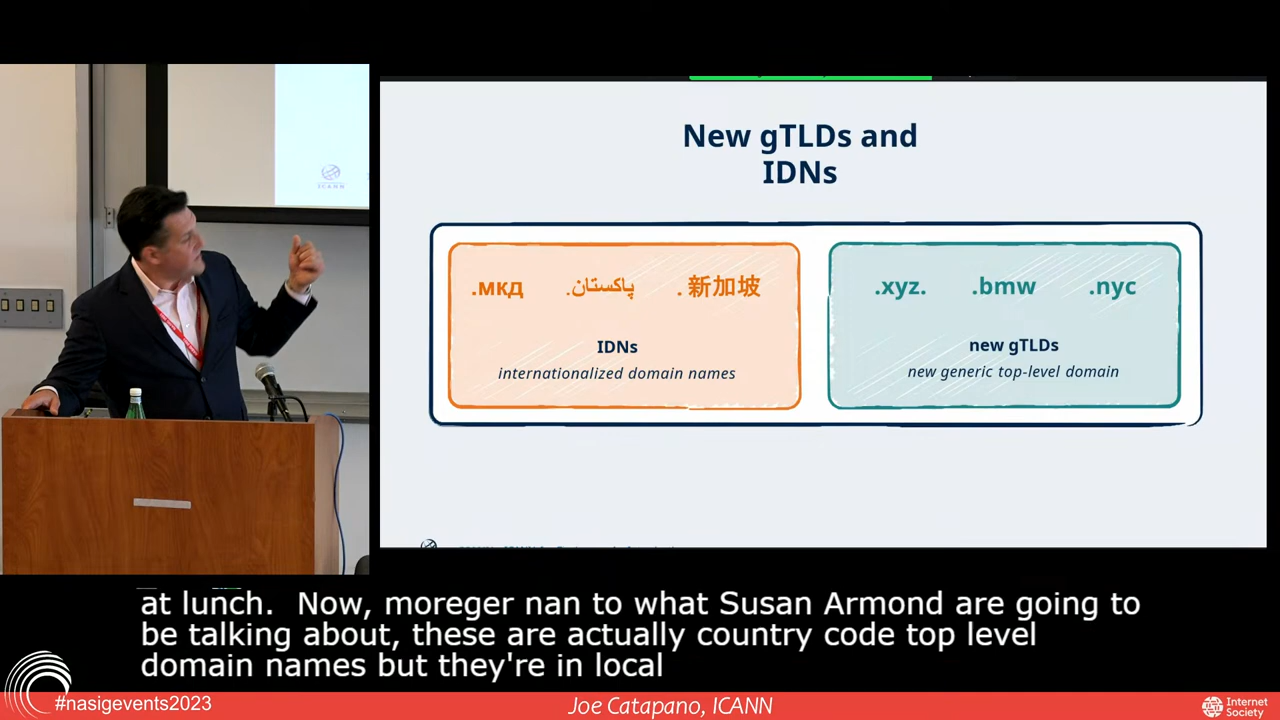 ICANN
New gTLDs and
IDNs
.мкд
پاکستان.
. 新加坡
.xyz.
.bmw
.nyc
IDNs
internationalized domain names
new gTLDs
new generic top-level domain
at lunch. Now, moreger nan to what Susan Armond are going to
be talking about, these are actually country code top level
domain names but they're in local
#nasigevents2023
Joe Catapano, ICANN
Internet
Society